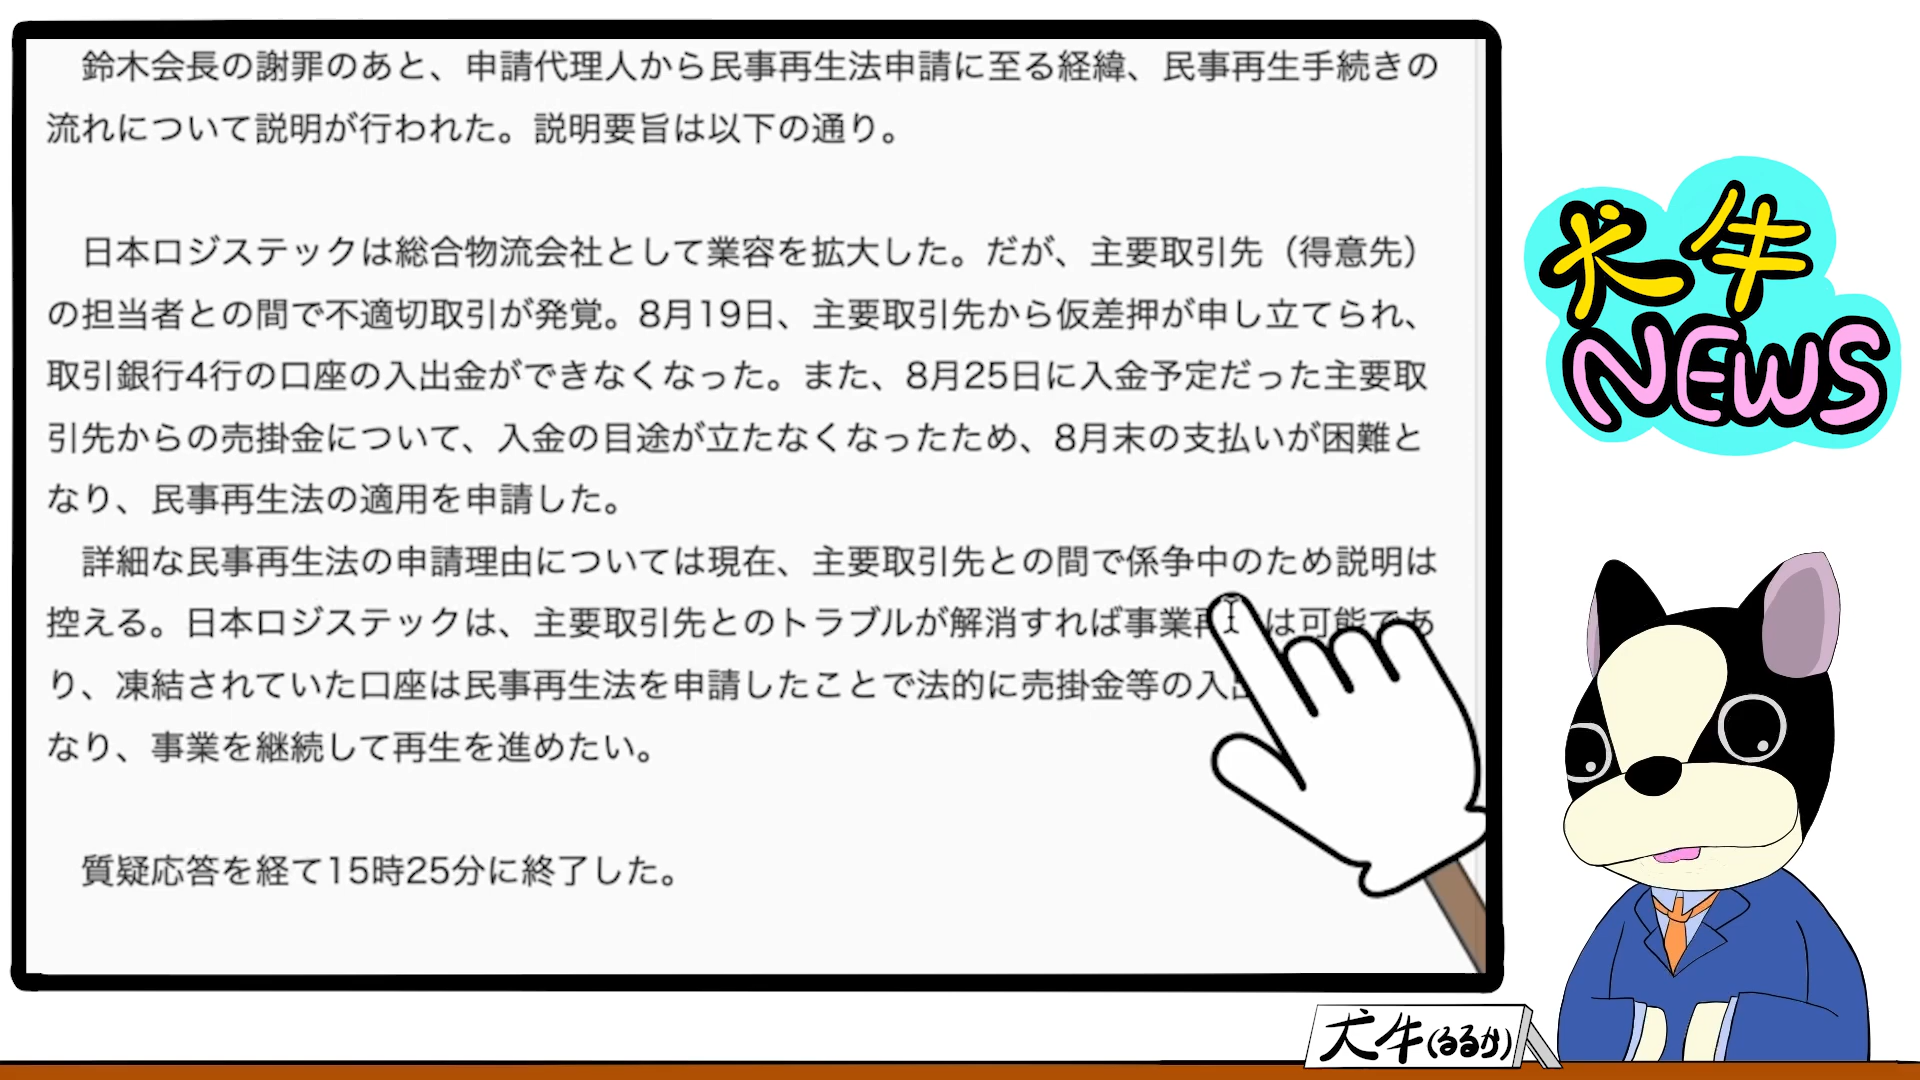 鈴木会長の謝罪のあと、申請代理人から民事再生法申請に至る経緯、民事再生手続きの
流れについて説明が行われた。説明要旨は以下の通り。
日本ロジステックは総合物流会社として業容を拡大した。だが、主要取引先（得意先）
の担当者との間で不適切取引が発覚。8月19日、主要取引先から仮差押が申し立てられ、
取引銀行4行の口座の入出金ができなくなった。また、8月25日に入金予定だった主要取
引先からの売掛金について、入金の目途が立たなくなったため、8月末の支払いが困難と
なり、民事再生法の適用を申請した。
詳細な民事再生法の申請理由については現在、主要取引先との間で係争中のため説明は
控える。日本ロジステックは、主要取引先とのトラブルが解消すれば事業再 は可能であ
り、凍結されていた口座は民事再生法を申請したことで法的に売掛金等の入
なり、事業を継続して再生を進めたい。
質疑応答を経て15時25分に終了した。
犬牛
NEWS
犬牛(るるか)